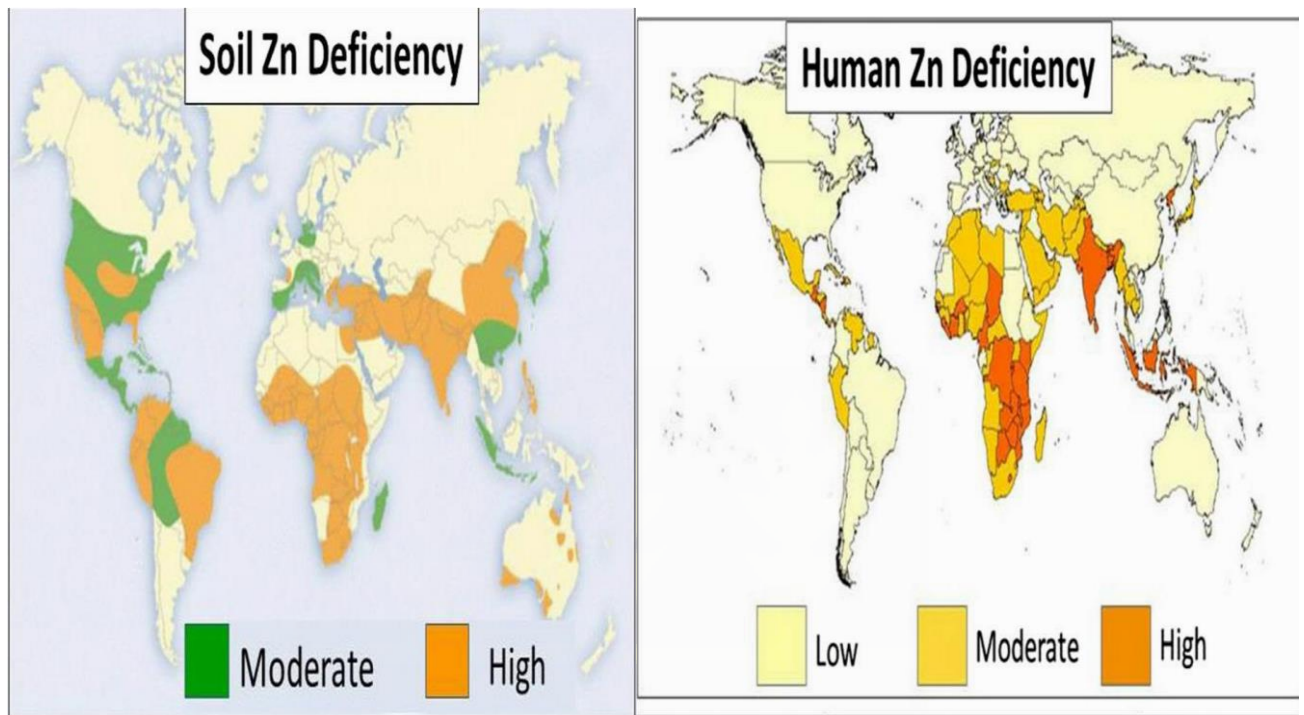 Soil Zn Deficiency
Moderate
High
Human Zn Deficiency
Low
Moderate
High